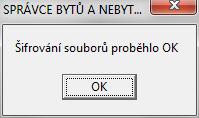 SPRÁVCE BYTŮ A NEBYT...
Šifrování souborů proběhlo OK
OK